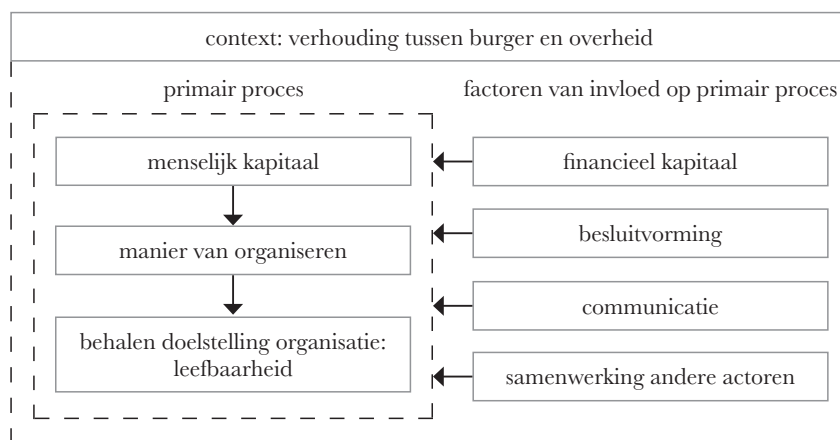 context: verhouding tussen burger en overheid
primair proces
factoren van invloed op primair proces
menselijk kapitaal
financieel kapitaal
manier van organiseren
besluitvorming
communicatie
behalen doelstelling organisatie:
leefbaarheid
samenwerking andere actoren